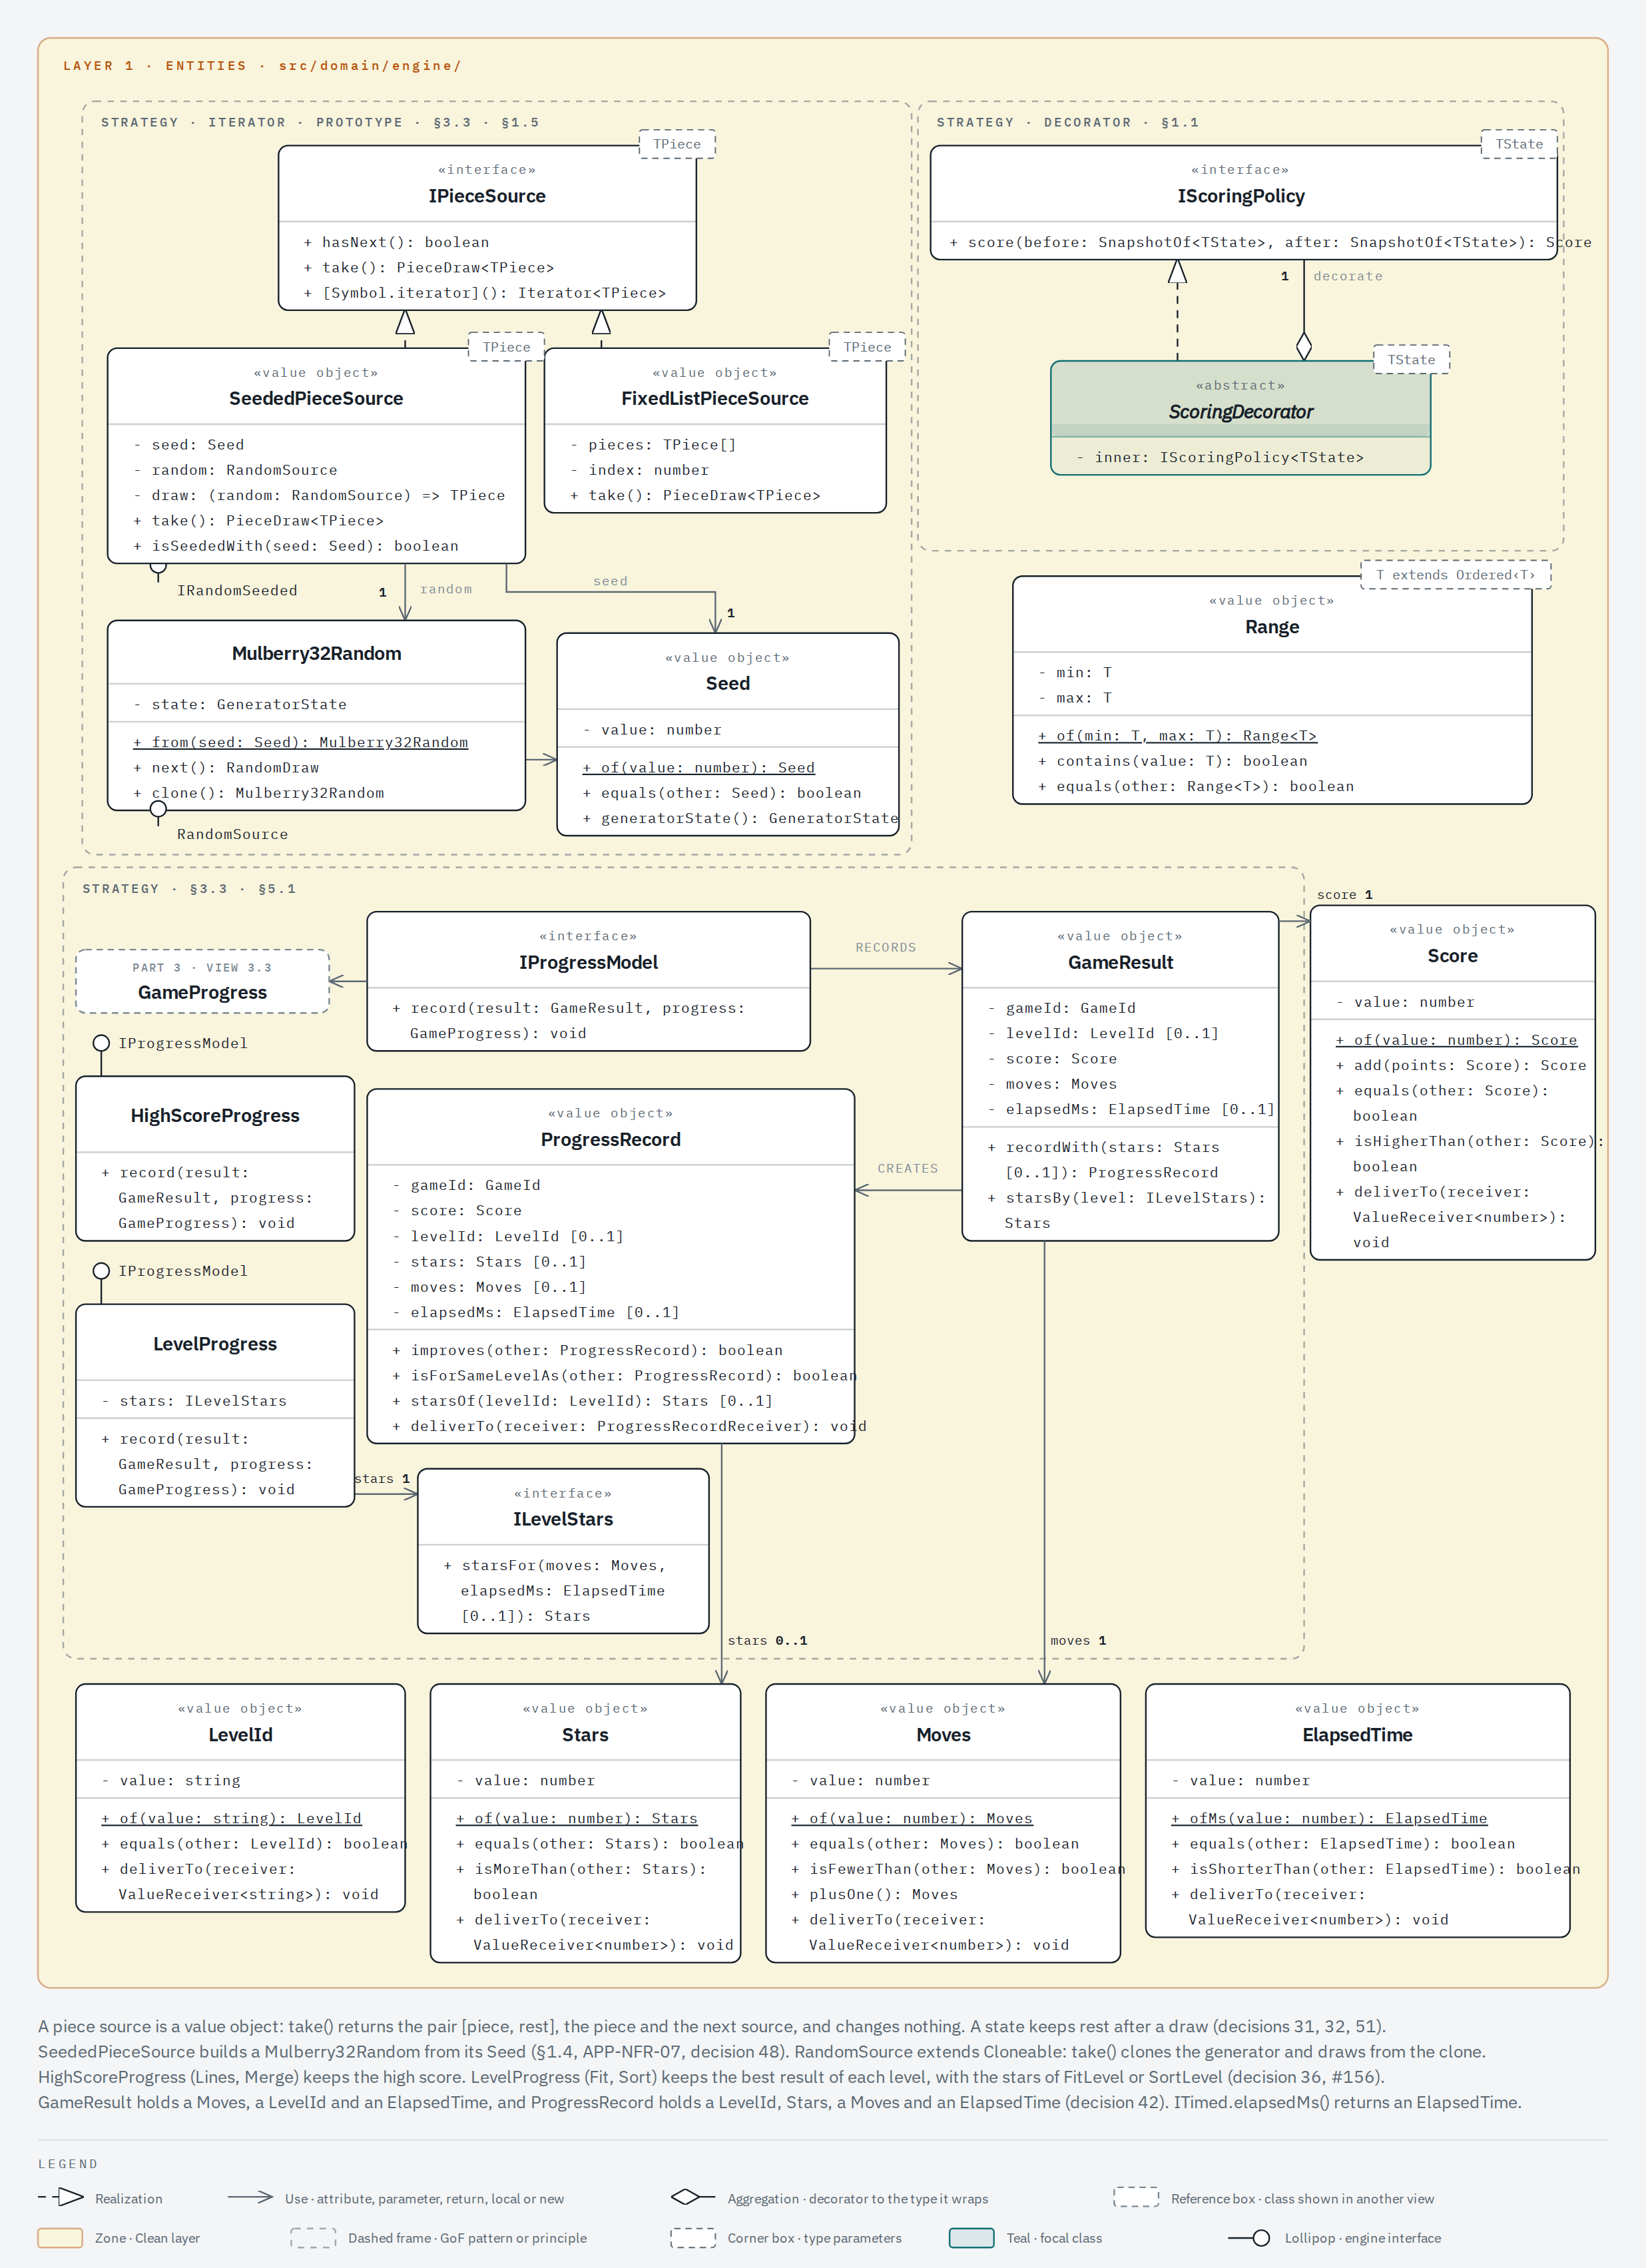 LAYER 1 · ENTITIES · src/domain/engine/
STRATEGY · ITERATOR · PROTOTYPE · §3.3 · §1.5
TPiece
«interface»
IPieceSource
+ hasNext(): boolean
+ take(): PieceDraw<TPiece>
+ [Symbol.iterator](): Iterator<TPiece>
STRATEGY · DECORATOR · §1.1
TState
«interface»
IScoringPolicy
+ score(before: SnapshotOf<TState>, after: SnapshotOf<TState>): Score
1 decorate
TState
«abstract»
ScoringDecorator
- inner: IScoringPolicy<TState>
TPiece
«value object»
SeededPieceSource
- seed: Seed
- random: RandomSource
- draw: (random: RandomSource) => TPiece
+ take(): PieceDraw<TPiece>
+ isSeededWith(seed: Seed): boolean
TPiece
«value object»
FixedListPieceSource
- pieces: TPiece[]
- index: number
+ take(): PieceDraw<TPiece>
IRandomSeeded
1 random
seed
1
Mulberry32Random
- state: GeneratorState
+ from(seed: Seed): Mulberry32Random
+ next(): RandomDraw
+ clone(): Mulberry32Random
RandomSource
«value object»
Seed
- value: number
+ of(value: number): Seed
+ equals(other: Seed): boolean
+ generatorState(): GeneratorState
T extends Ordered‹T›
«value object»
Range
- min: T
- max: T
+ of(min: T, max: T): Range<T>
+ contains(value: T): boolean
+ equals(other: Range<T>): boolean
STRATEGY · §3.3 · §5.1
PART 3 · VIEW 3.3
GameProgress
«interface»
IProgressModel
+ record(result: GameResult, progress:
GameProgress): void
RECORDS
«value object»
GameResult
- gameId: GameId
- levelId: LevelId [0..1]
- score: Score
- moves: Moves
- elapsedMs: ElapsedTime [0..1]
+ recordWith(stars: Stars
[0..1]): ProgressRecord
+ starsBy(level: ILevelStars):
Stars
score 1
«value object»
Score
- value: number
+ of(value: number): Score
+ add(points: Score): Score
+ equals(other: Score):
boolean
+ isHigherThan(other: Score):
boolean
+ deliverTo(receiver:
ValueReceiver<number>):
void
IProgressModel
HighScoreProgress
+ record(result:
GameResult, progress:
GameProgress): void
«value object»
ProgressRecord
- gameId: GameId
- score: Score
- levelId: LevelId [0..1]
- stars: Stars [0..1]
- moves: Moves [0..1]
- elapsedMs: ElapsedTime [0..1]
+ improves(other: ProgressRecord): boolean
+ isForSameLevelAs(other: ProgressRecord): boolean
+ starsOf(levelId: LevelId): Stars [0..1]
+ deliverTo(receiver: ProgressRecordReceiver): void
CREATES
IProgressModel
LevelProgress
- stars: ILevelStars
+ record(result:
GameResult, progress:
GameProgress): void
stars 1
«interface»
ILevelStars
+ starsFor(moves: Moves,
elapsedMs: ElapsedTime
[0..1]): Stars
stars 0..1
moves 1
«value object»
LevelId
- value: string
+ of(value: string): LevelId
+ equals(other: LevelId): boolean
+ deliverTo(receiver:
ValueReceiver<string>): void
«value object»
Stars
- value: number
+ of(value: number): Stars
+ equals(other: Stars): boolean
+ isMoreThan(other: Stars):
boolean
+ deliverTo(receiver:
ValueReceiver<number>): void
«value object»
Moves
- value: number
+ of(value: number): Moves
+ equals(other: Moves): boolean
+ isFewerThan(other: Moves): boolean
+ plusOne(): Moves
+ deliverTo(receiver:
ValueReceiver<number>): void
«value object»
ElapsedTime
- value: number
+ ofMs(value: number): ElapsedTime
+ equals(other: ElapsedTime): boolean
+ isShorterThan(other: ElapsedTime): boolean
+ deliverTo(receiver:
ValueReceiver<number>): void
A piece source is a value object: take() returns the pair [piece, rest], the piece and the next source, and changes nothing. A state keeps rest after a draw (decisions 31, 32, 51).
SeededPieceSource builds a Mulberry32Random from its Seed (§1.4, APP-NFR-07, decision 48). RandomSource extends Cloneable: take() clones the generator and draws from the clone.
HighScoreProgress (Lines, Merge) keeps the high score. LevelProgress (Fit, Sort) keeps the best result of each level, with the stars of FitLevel or SortLevel (decision 36, #156).
GameResult holds a Moves, a LevelId and an ElapsedTime, and ProgressRecord holds a LevelId, Stars, a Moves and an ElapsedTime (decision 42). ITimed.elapsedMs() returns an ElapsedTime.
LEGEND
Realization
Use · attribute, parameter, return, local or new
Aggregation · decorator to the type it wraps
Reference box · class shown in another view
Zone · Clean layer
Dashed frame · GoF pattern or principle
Corner box · type parameters
Teal · focal class
Lollipop · engine interface